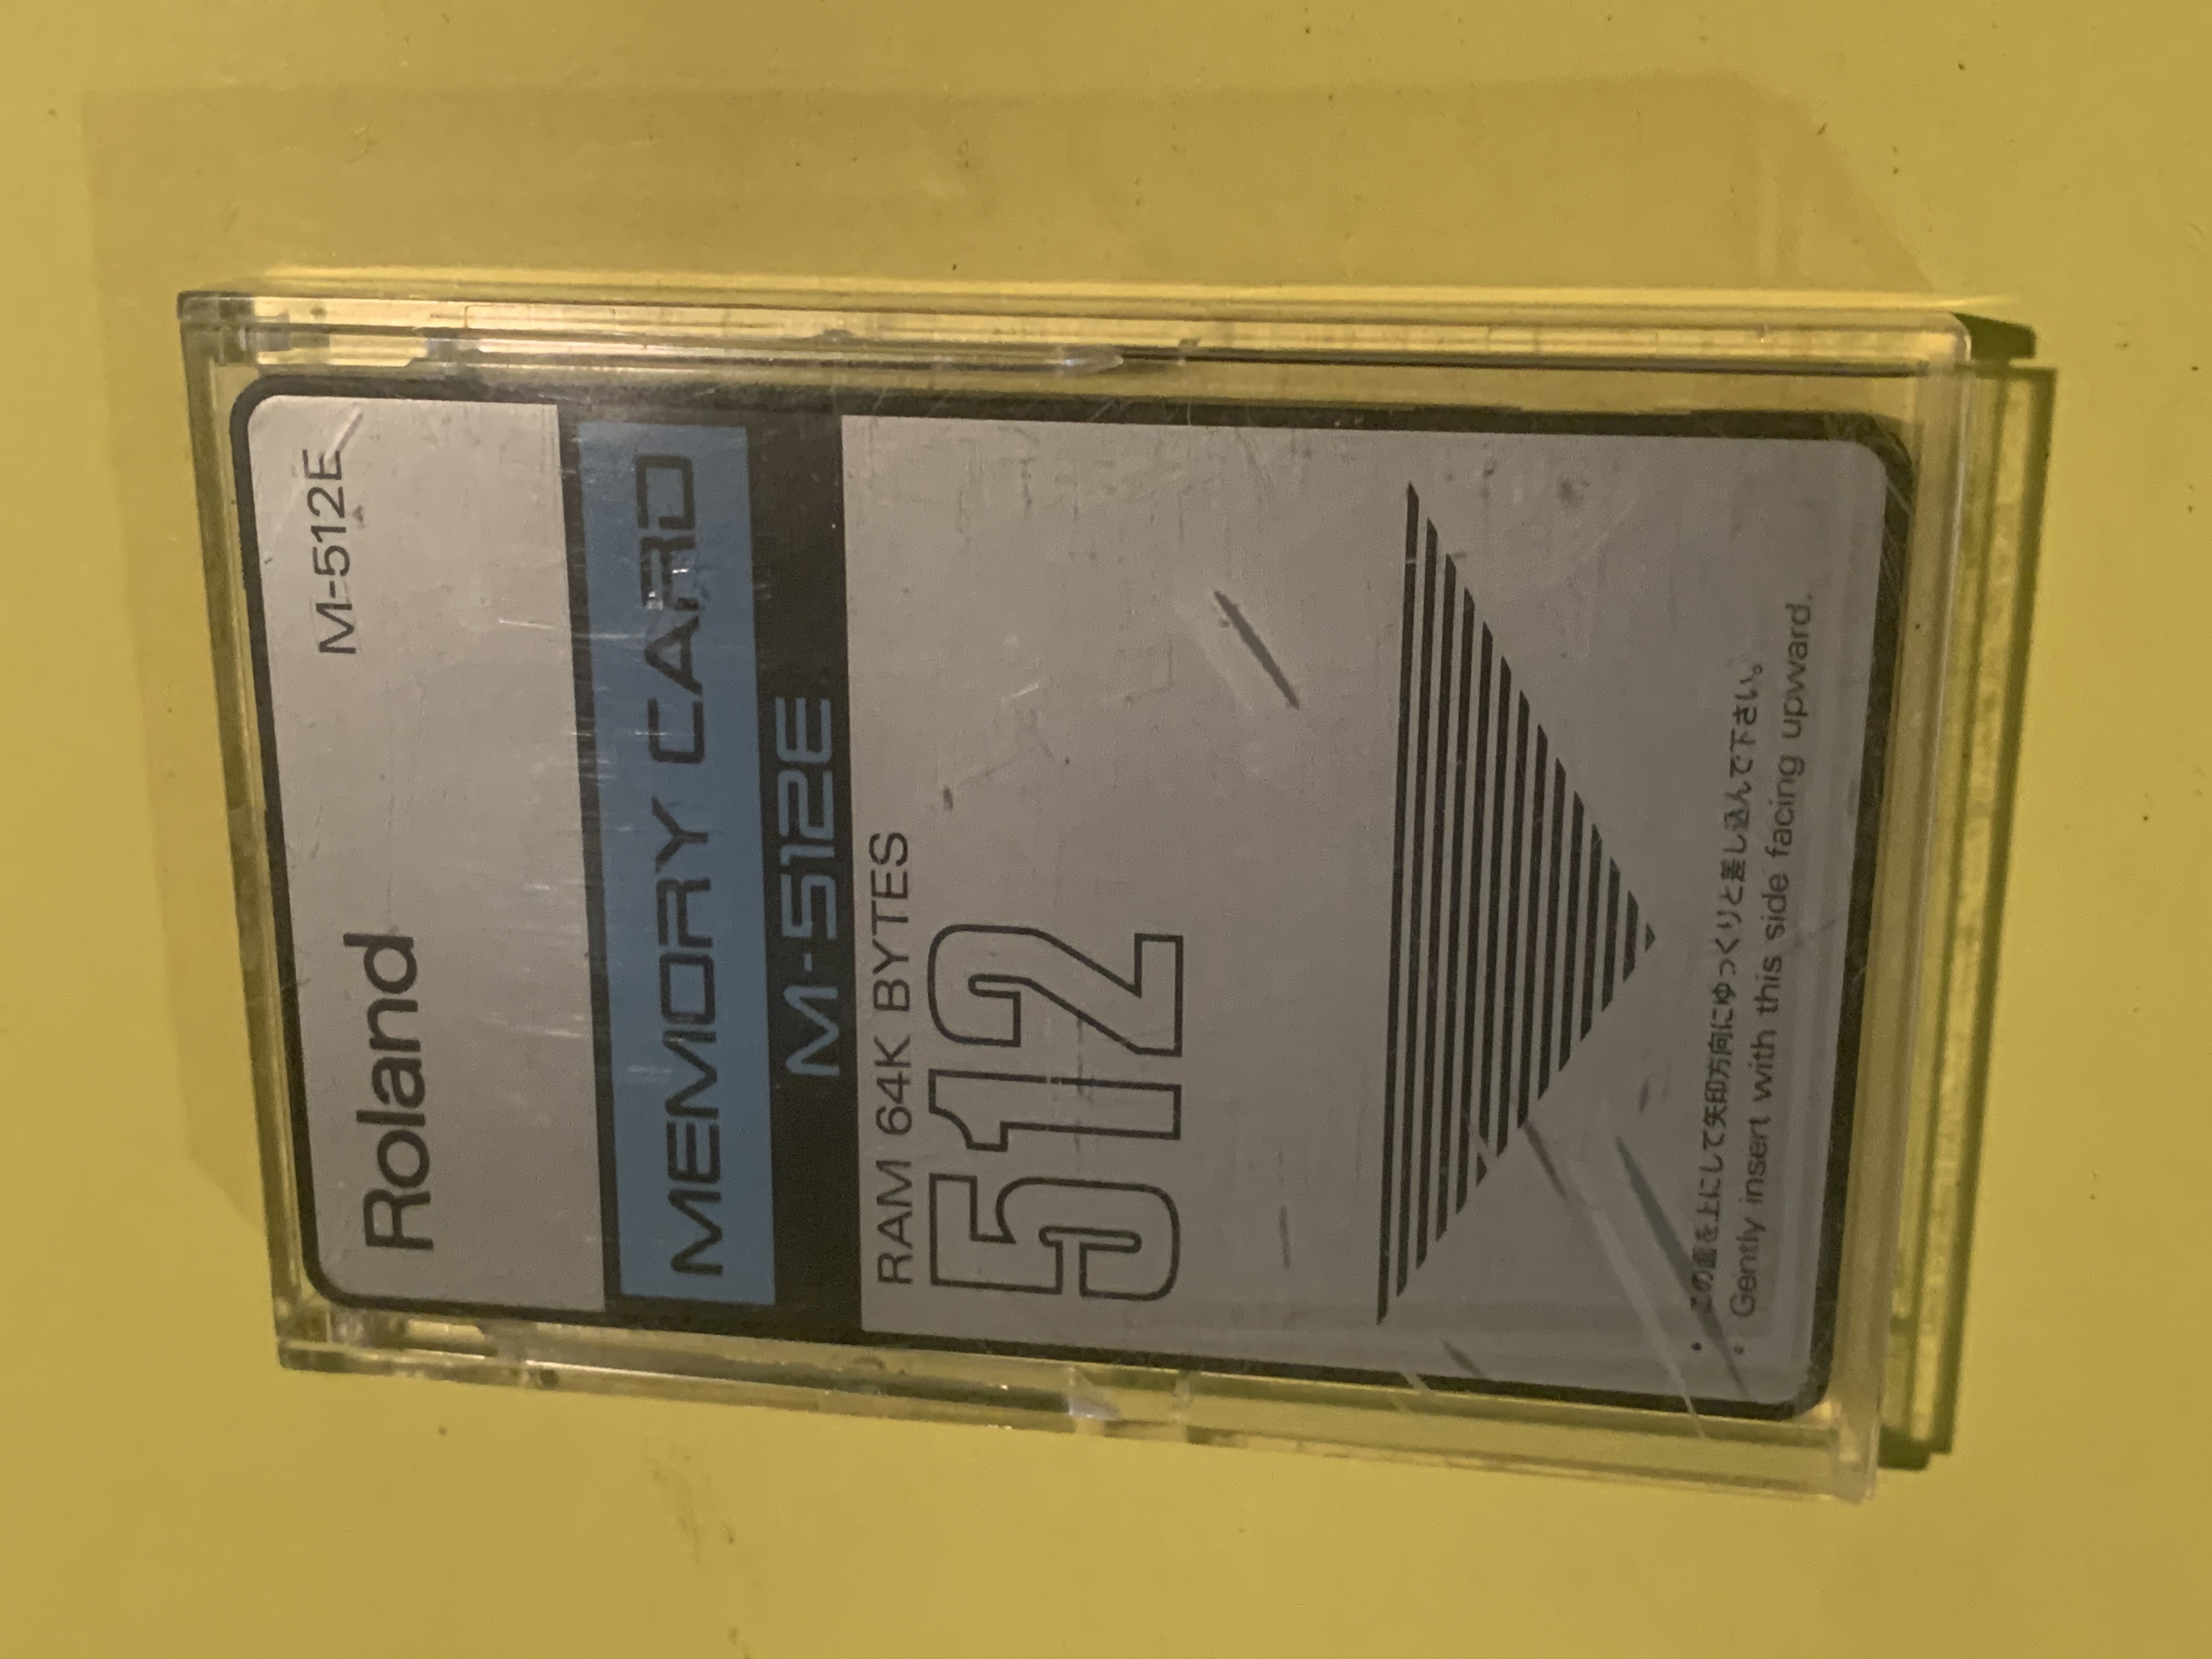 Roland
M-512E
MEMORY CARD
M-512E
RAM 64K BYTES
512
• この面を上にして矢印方向にゆっくりと差し込んで下さい。
• Gently insert with this side facing upward.